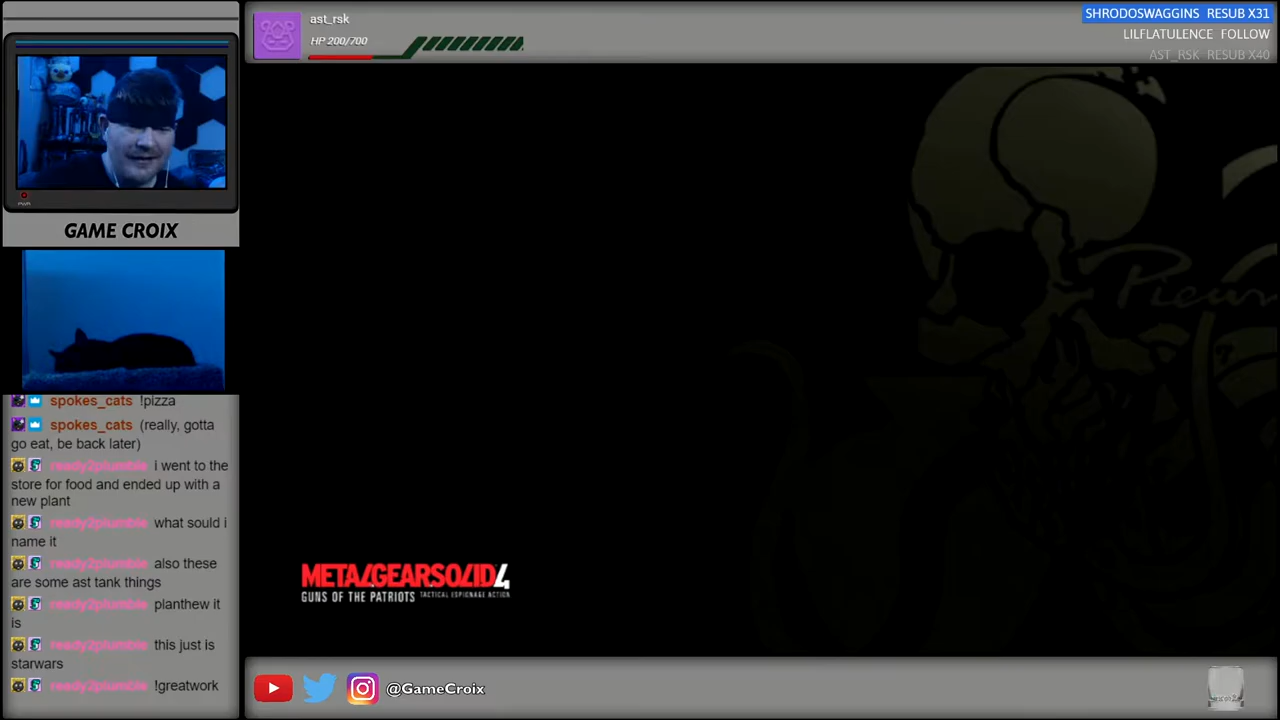 ast_rsk
HP 200/700
SHRODOSWAGGINS RESUB X31
LILFLATULENCE FOLLOW
AST_RSK RESUB X40
PWR
GAME CROIX
spokes_cats !pizza
spokes_cats (really, gotta
go eat, be back later)
ready2plumbie i went to the
store for food and ended up with a
new plant
ready2plumbie what sould i
name it
ready2plumbie also these
are some ast tank things
ready2plumbie planthew it
is
ready2plumbie this just is
starwars
ready2plumbie !greatwork
METAL GEAR SOLID 4
GUNS OF THE PATRIOTS TACTICAL ESPIONAGE ACTION
@GameCroix